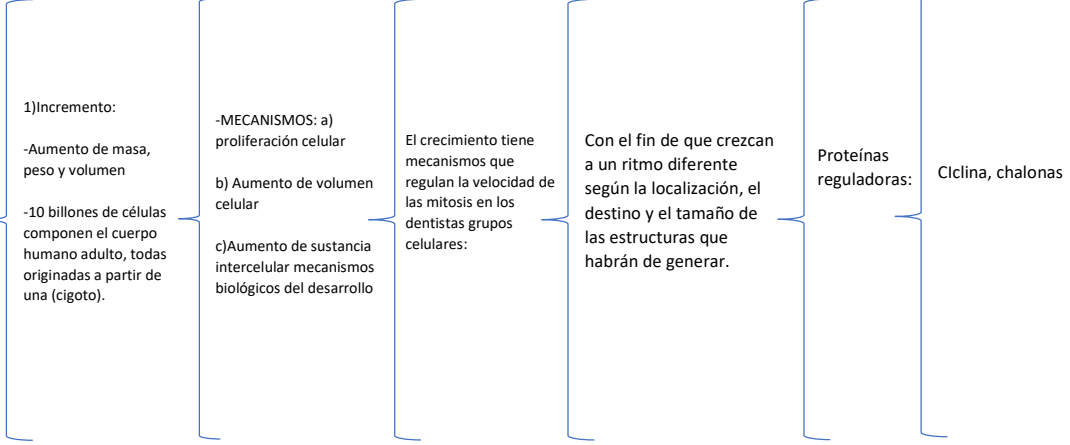 1)Incremento:
-Aumento de masa,
peso y volumen
-10 billones de células
componen el cuerpo
humano adulto, todas
originadas a partir de
una (cigoto).
-MECANISMOS: a)
proliferación celular
b) Aumento de volumen
celular
c)Aumento de sustancia
intercelular mecanismos
biológicos del desarrollo
El crecimiento tiene
mecanismos que
regulan la velocidad de
las mitosis en los
dentistas grupos
celulares:
Con el fin de que crezcan
a un ritmo diferente
según la localización, el
destino y el tamaño de
las estructuras que
habrán de generar.
Proteínas
reguladoras:
CIclina, chalonas